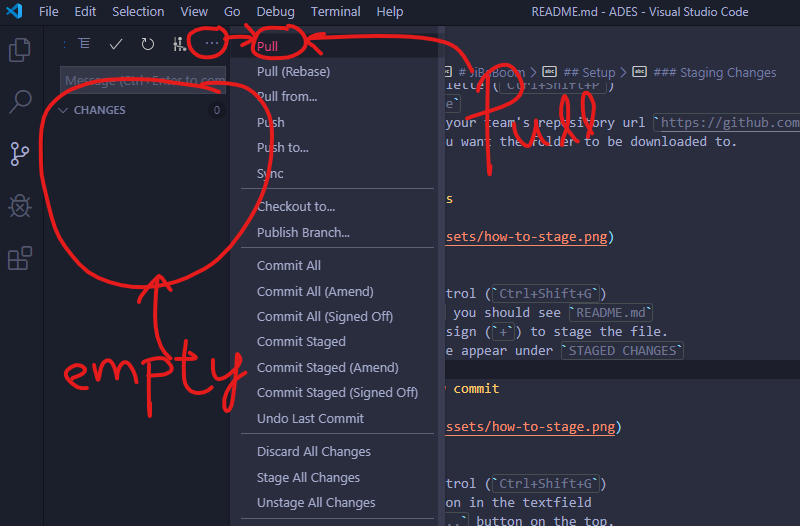 File Edit Selection View Go Debug Terminal Help README.md - ADES - Visual Studio Code
Pull
Pull (Rebase)
Pull from...
Push
Push to...
Sync
Checkout to...
Publish Branch...
Commit All
Commit All (Amend)
Commit All (Signed Off)
Commit Staged
Commit Staged (Amend)
Commit Staged (Signed Off)
Undo Last Commit
Discard All Changes
Stage All Changes
Unstage All Changes
Message (Ctrl+Enter to com
CHANGES 0
empty
Pull
# JiBaBoom > ## Setup > ### Staging Changes
(`Ctrl+Shift+P`)
e`
your team's repository url `https://github.com
u want the folder to be downloaded to.
s
sets/how-to-stage.png)
trol (`Ctrl+Shift+G`)
you should see `README.md`
sign (`+`) to stage the file.
e appear under `STAGED CHANGES`
commit
sets/how-to-stage.png)
trol (`Ctrl+Shift+G`)
on in the textfield
..` button on the top.